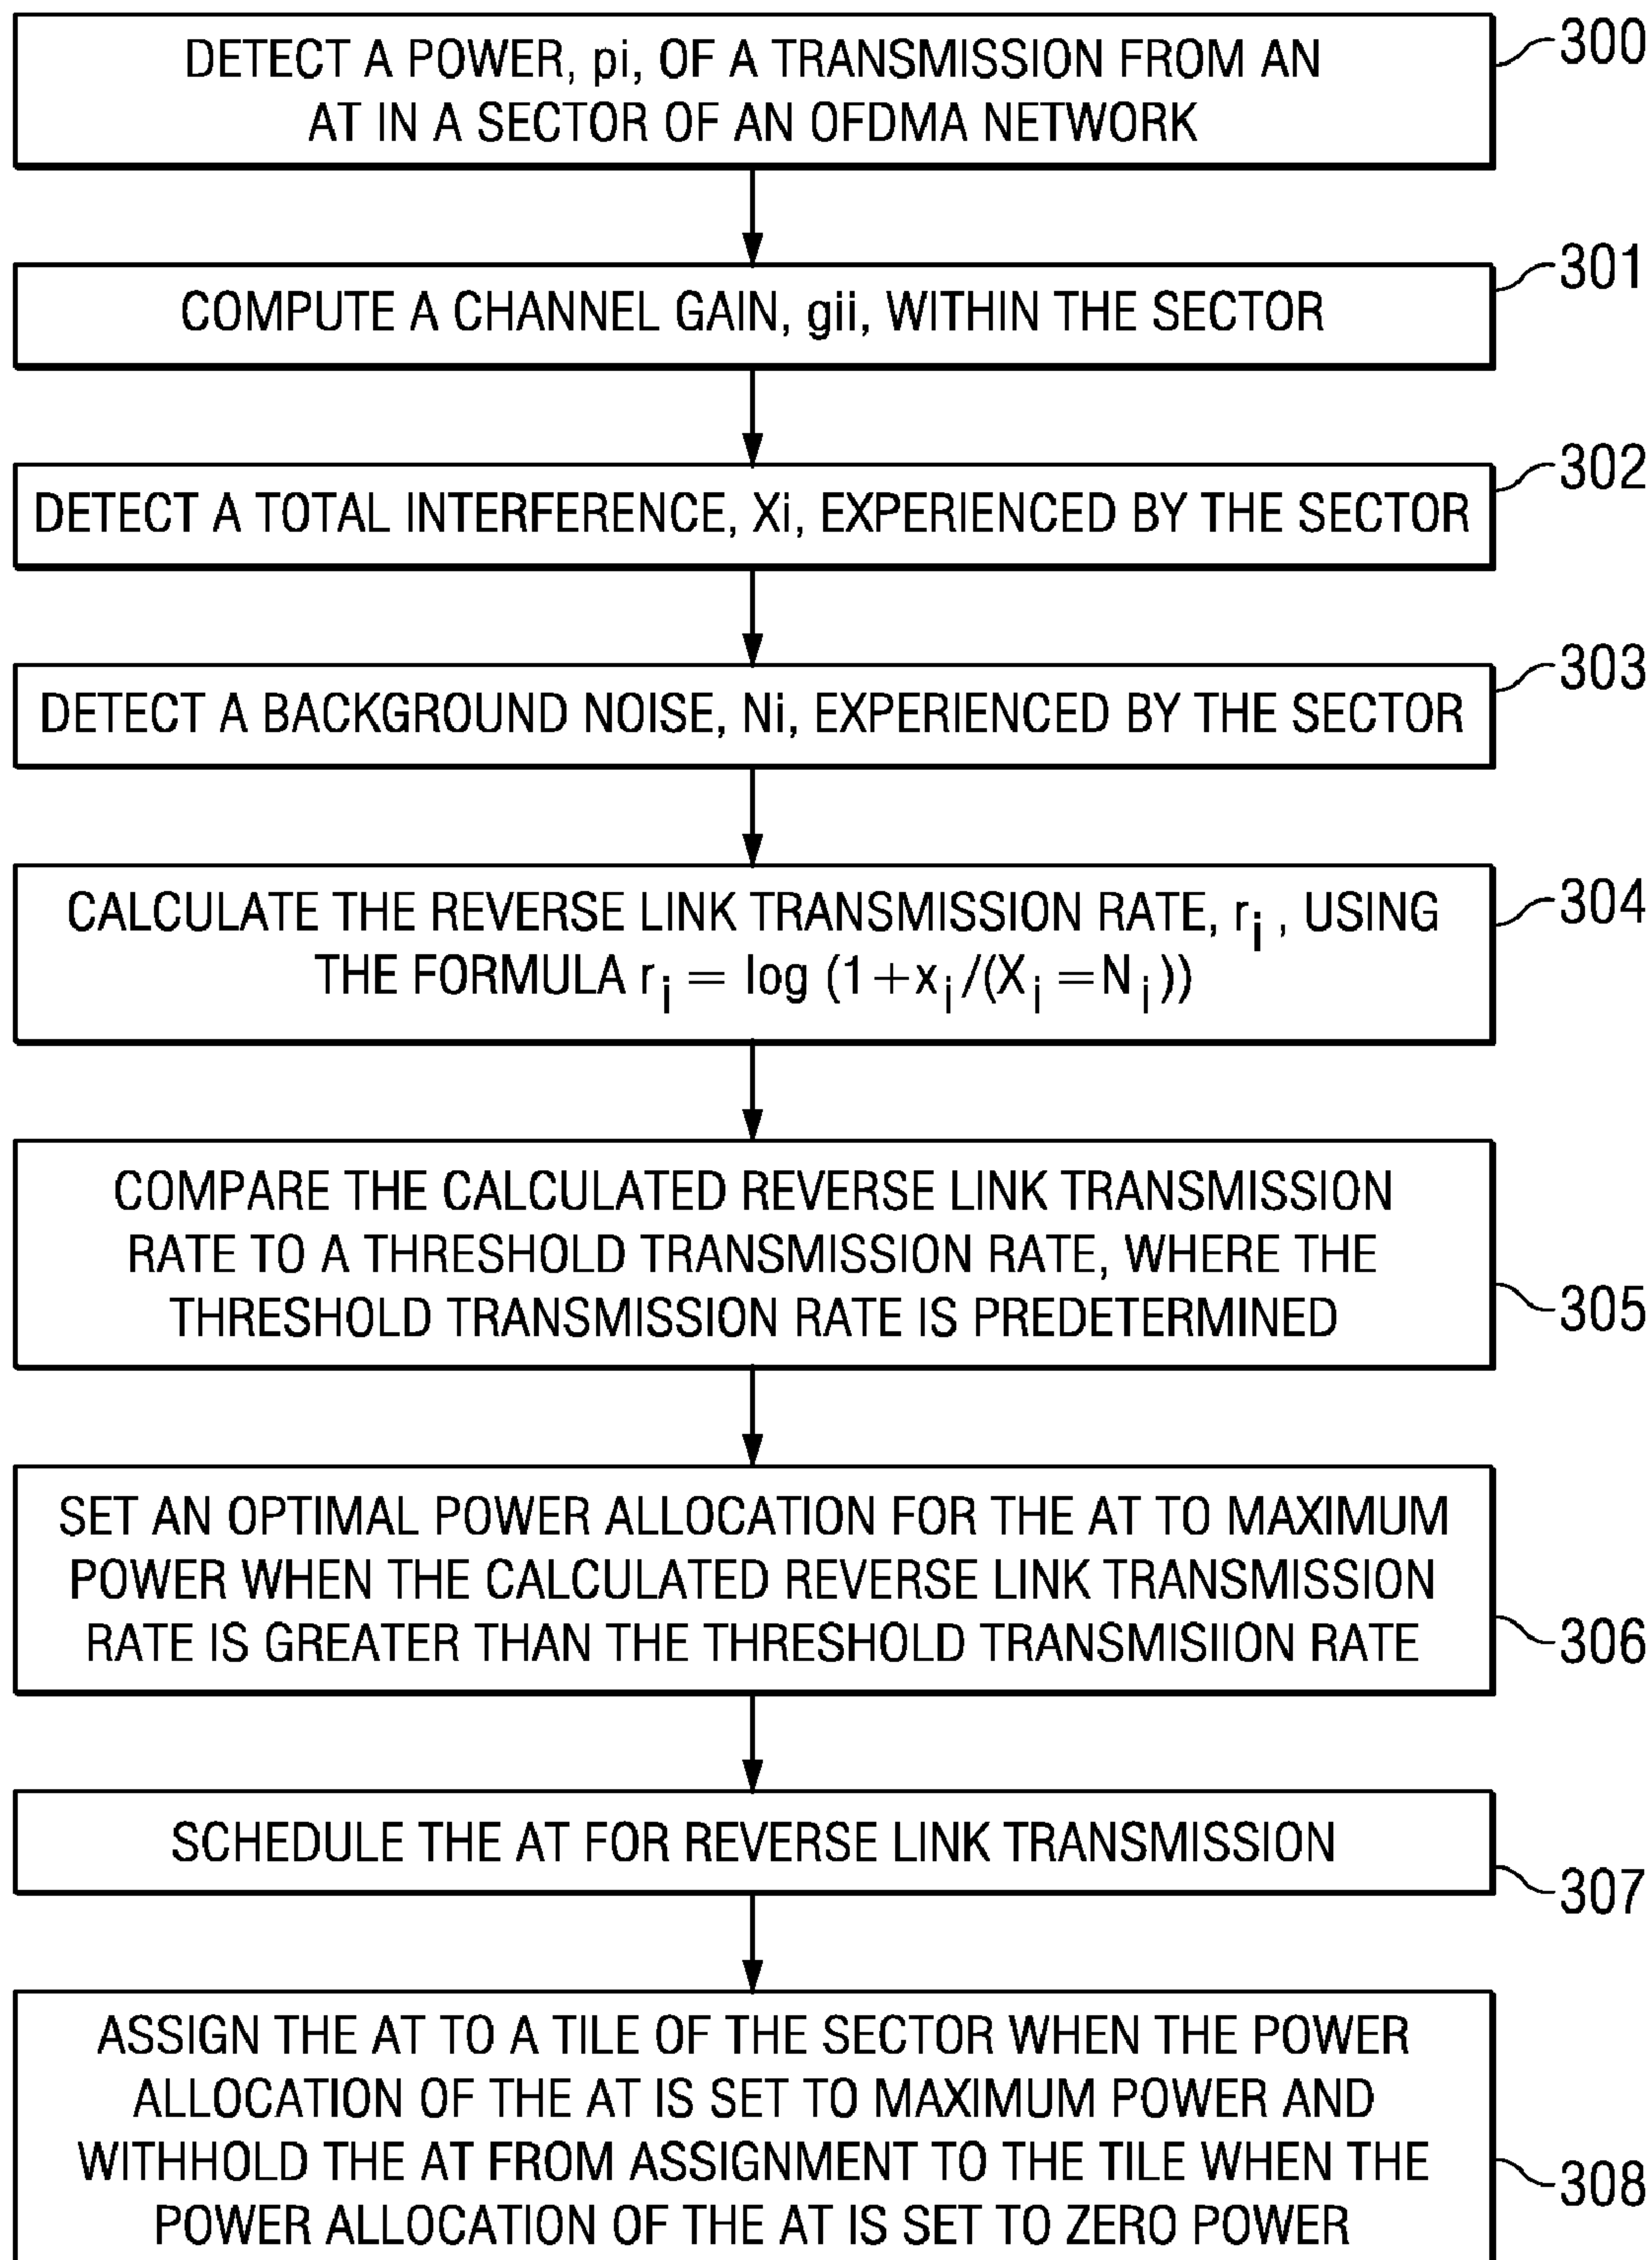 DETECT A POWER, pi, OF A TRANSMISSION FROM AN
AT IN A SECTOR OF AN OFDMA NETWORK
300
COMPUTE A CHANNEL GAIN, gii, WITHIN THE SECTOR
301
DETECT A TOTAL INTERFERENCE, Xi, EXPERIENCED BY THE SECTOR
302
DETECT A BACKGROUND NOISE, Ni, EXPERIENCED BY THE SECTOR
303
CALCULATE THE REVERSE LINK TRANSMISSION RATE, r_i , USING
THE FORMULA r_i = log (1+x_i/(X_i=N_i))
304
COMPARE THE CALCULATED REVERSE LINK TRANSMISSION
RATE TO A THRESHOLD TRANSMISSION RATE, WHERE THE
THRESHOLD TRANSMISSION RATE IS PREDETERMINED
305
SET AN OPTIMAL POWER ALLOCATION FOR THE AT TO MAXIMUM
POWER WHEN THE CALCULATED REVERSE LINK TRANSMISSION
RATE IS GREATER THAN THE THRESHOLD TRANSMISIION RATE
306
SCHEDULE THE AT FOR REVERSE LINK TRANSMISSION
307
ASSIGN THE AT TO A TILE OF THE SECTOR WHEN THE POWER
ALLOCATION OF THE AT IS SET TO MAXIMUM POWER AND
WITHHOLD THE AT FROM ASSIGNMENT TO THE TILE WHEN THE
POWER ALLOCATION OF THE AT IS SET TO ZERO POWER
308